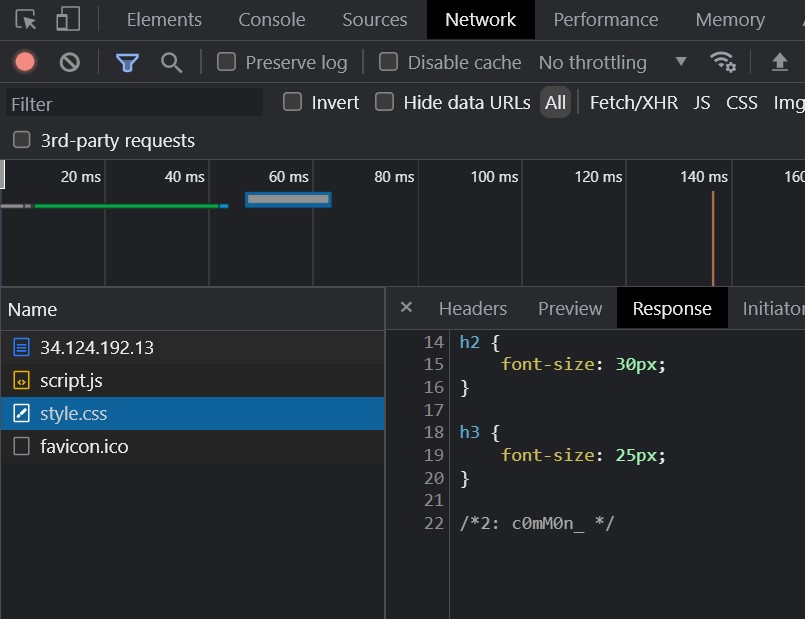 Elements Console Sources Network Performance Memory
Preserve log Disable cache No throttling
Filter Invert Hide data URLs All Fetch/XHR JS CSS Img
3rd-party requests
20 ms 40 ms 60 ms 80 ms 100 ms 120 ms 140 ms 160
Name
34.124.192.13
script.js
style.css
favicon.ico
Headers Preview Response Initiator
14 h2 {
15 font-size: 30px;
16 }
17
18 h3 {
19 font-size: 25px;
20 }
21
22 /*2: c0mM0n_ */